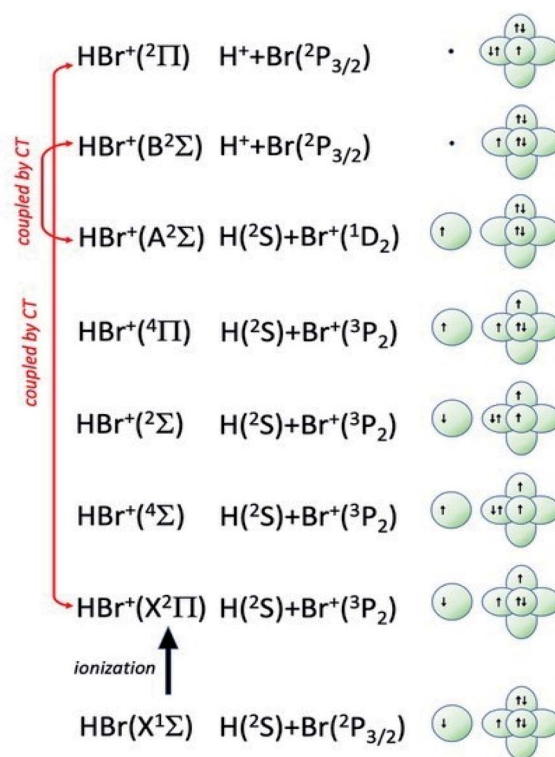 HBr⁺(²Π) H⁺+Br(²P₃/₂) ↑↓ ↓↑ ↑
coupled by CT
HBr⁺(B²Σ) H⁺+Br(²P₃/₂) ↑↓ ↑ ↑↓
HBr⁺(A²Σ) H(²S)+Br⁺(¹D₂) ↑ ↑↓ ↑↓
coupled by CT
HBr⁺(⁴Π) H(²S)+Br⁺(³P₂) ↑ ↑ ↑ ↑↓
HBr⁺(²Σ) H(²S)+Br⁺(³P₂) ↓ ↑ ↓↑ ↑
HBr⁺(⁴Σ) H(²S)+Br⁺(³P₂) ↑ ↑ ↓↑ ↑
HBr⁺(X²Π) H(²S)+Br⁺(³P₂) ↓ ↑ ↑ ↑↓
ionization
HBr(X¹Σ) H(²S)+Br(²P₃/₂) ↓ ↑↓ ↑ ↑↓